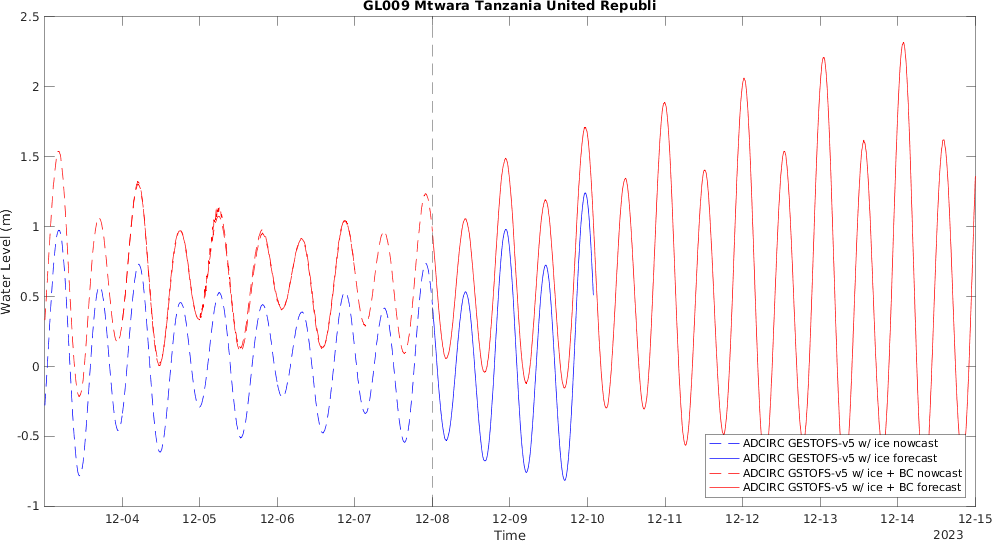 GL009 Mtwara Tanzania United Republi
2.5
2
1.5
1
0.5
0
-0.5
-1
Water Level (m)
ADCIRC GESTOFS-v5 w/ ice nowcast
ADCIRC GESTOFS-v5 w/ ice forecast
ADCIRC GSTOFS-v5 w/ ice + BC nowcast
ADCIRC GSTOFS-v5 w/ ice + BC forecast
12-04 12-05 12-06 12-07 12-08 12-09 12-10 12-11 12-12 12-13 12-14 12-15
Time
2023